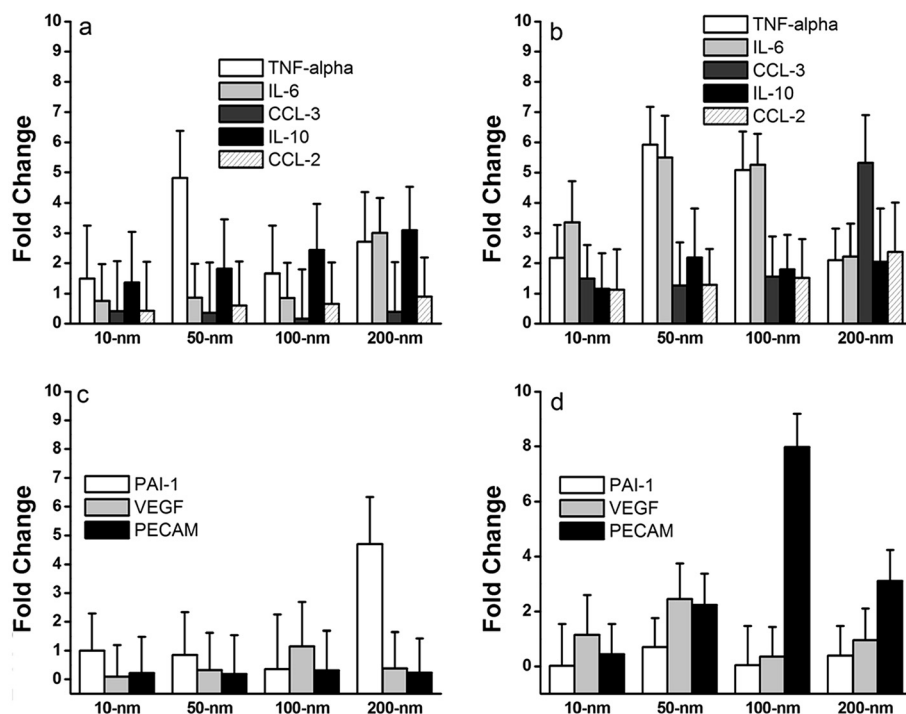 a
10
9
8
7
6
5
4
3
2
1
0
Fold Change
TNF-alpha
IL-6
CCL-3
IL-10
CCL-2
10-nm 50-nm 100-nm 200-nm
b
10
9
8
7
6
5
4
3
2
1
0
Fold Change
TNF-alpha
IL-6
CCL-3
IL-10
CCL-2
10-nm 50-nm 100-nm 200-nm
c
10
9
8
7
6
5
4
3
2
1
0
Fold Change
PAI-1
VEGF
PECAM
10-nm 50-nm 100-nm 200-nm
d
10
8
6
4
2
0
Fold Change
PAI-1
VEGF
PECAM
10-nm 50-nm 100-nm 200-nm